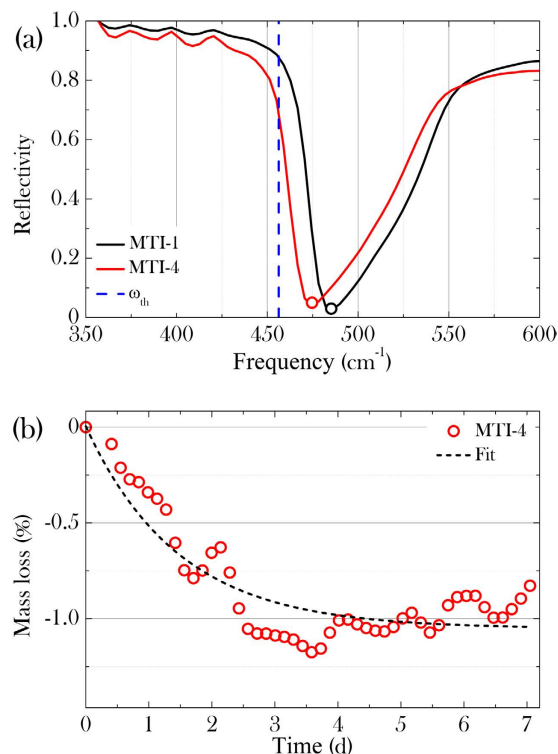 (a)
1.0
0.8
0.6
0.4
0.2
0
Reflectivity
MTI-1
MTI-4
ω_th
350 400 450 500 550 600
Frequency (cm⁻¹)
(b)
0
-0.5
-1.0
Mass loss (%)
MTI-4
Fit
0 1 2 3 4 5 6 7
Time (d)